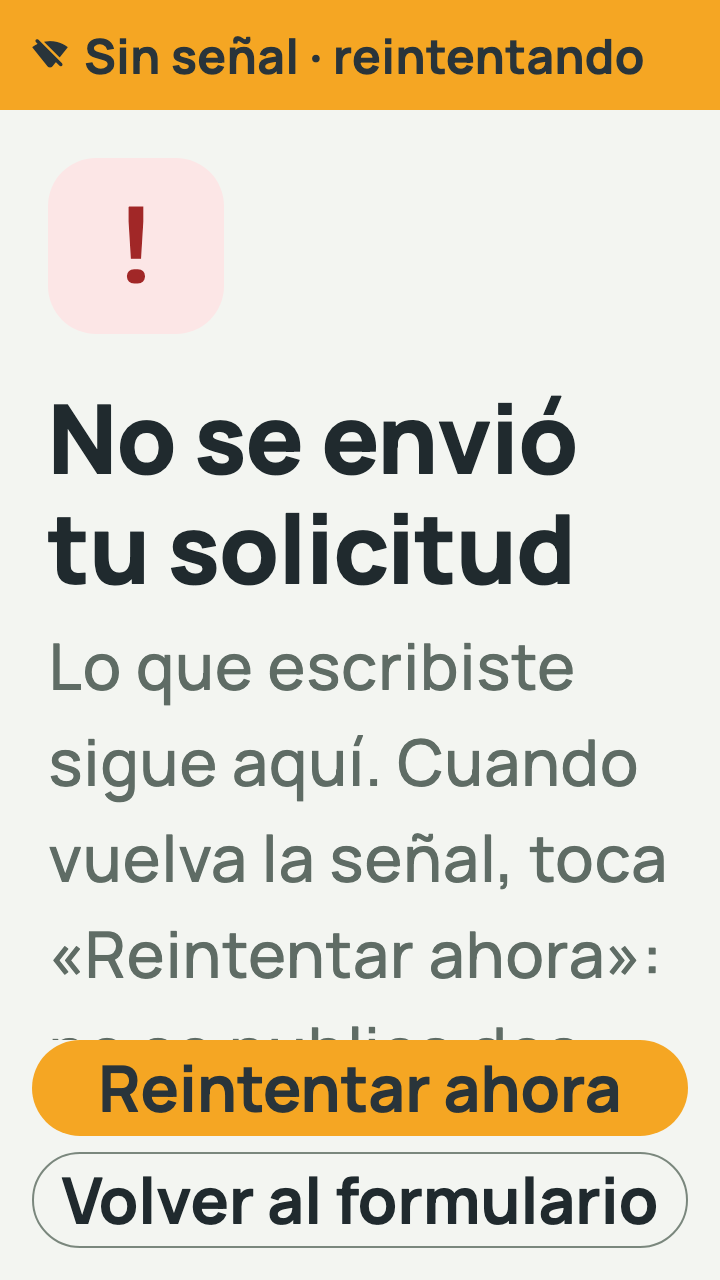 Sin señal · reintentando
!
No se envió
tu solicitud
Lo que escribiste
sigue aquí. Cuando
vuelva la señal, toca
«Reintentar ahora»:
Reintentar ahora
Volver al formulario